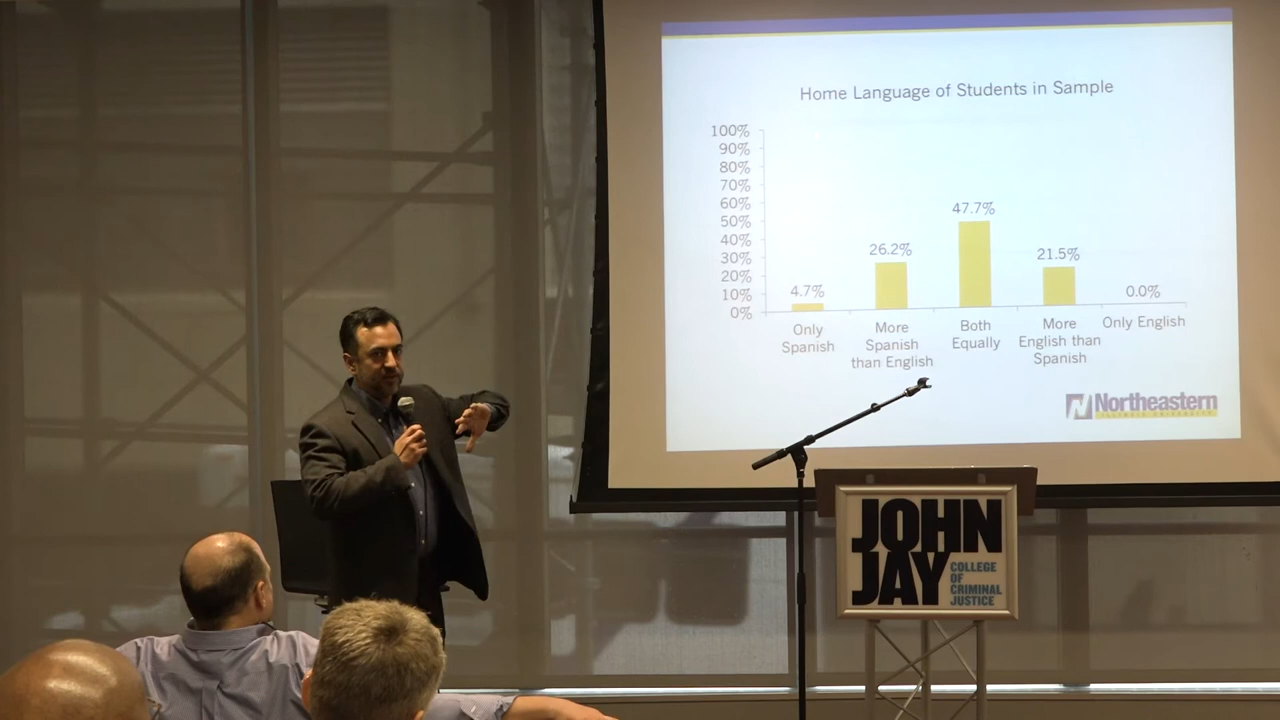 Home Language of Students in Sample
100%
90%
80%
70%
60%
50%
40%
30%
20%
10%
0%
4.7%
26.2%
47.7%
21.5%
0.0%
Only
Spanish
More
Spanish
than English
Both
Equally
More
English than
Spanish
Only English
N Northeastern
ILLINOIS UNIVERSITY
JOHN
JAY
COLLEGE
OF
CRIMINAL
JUSTICE